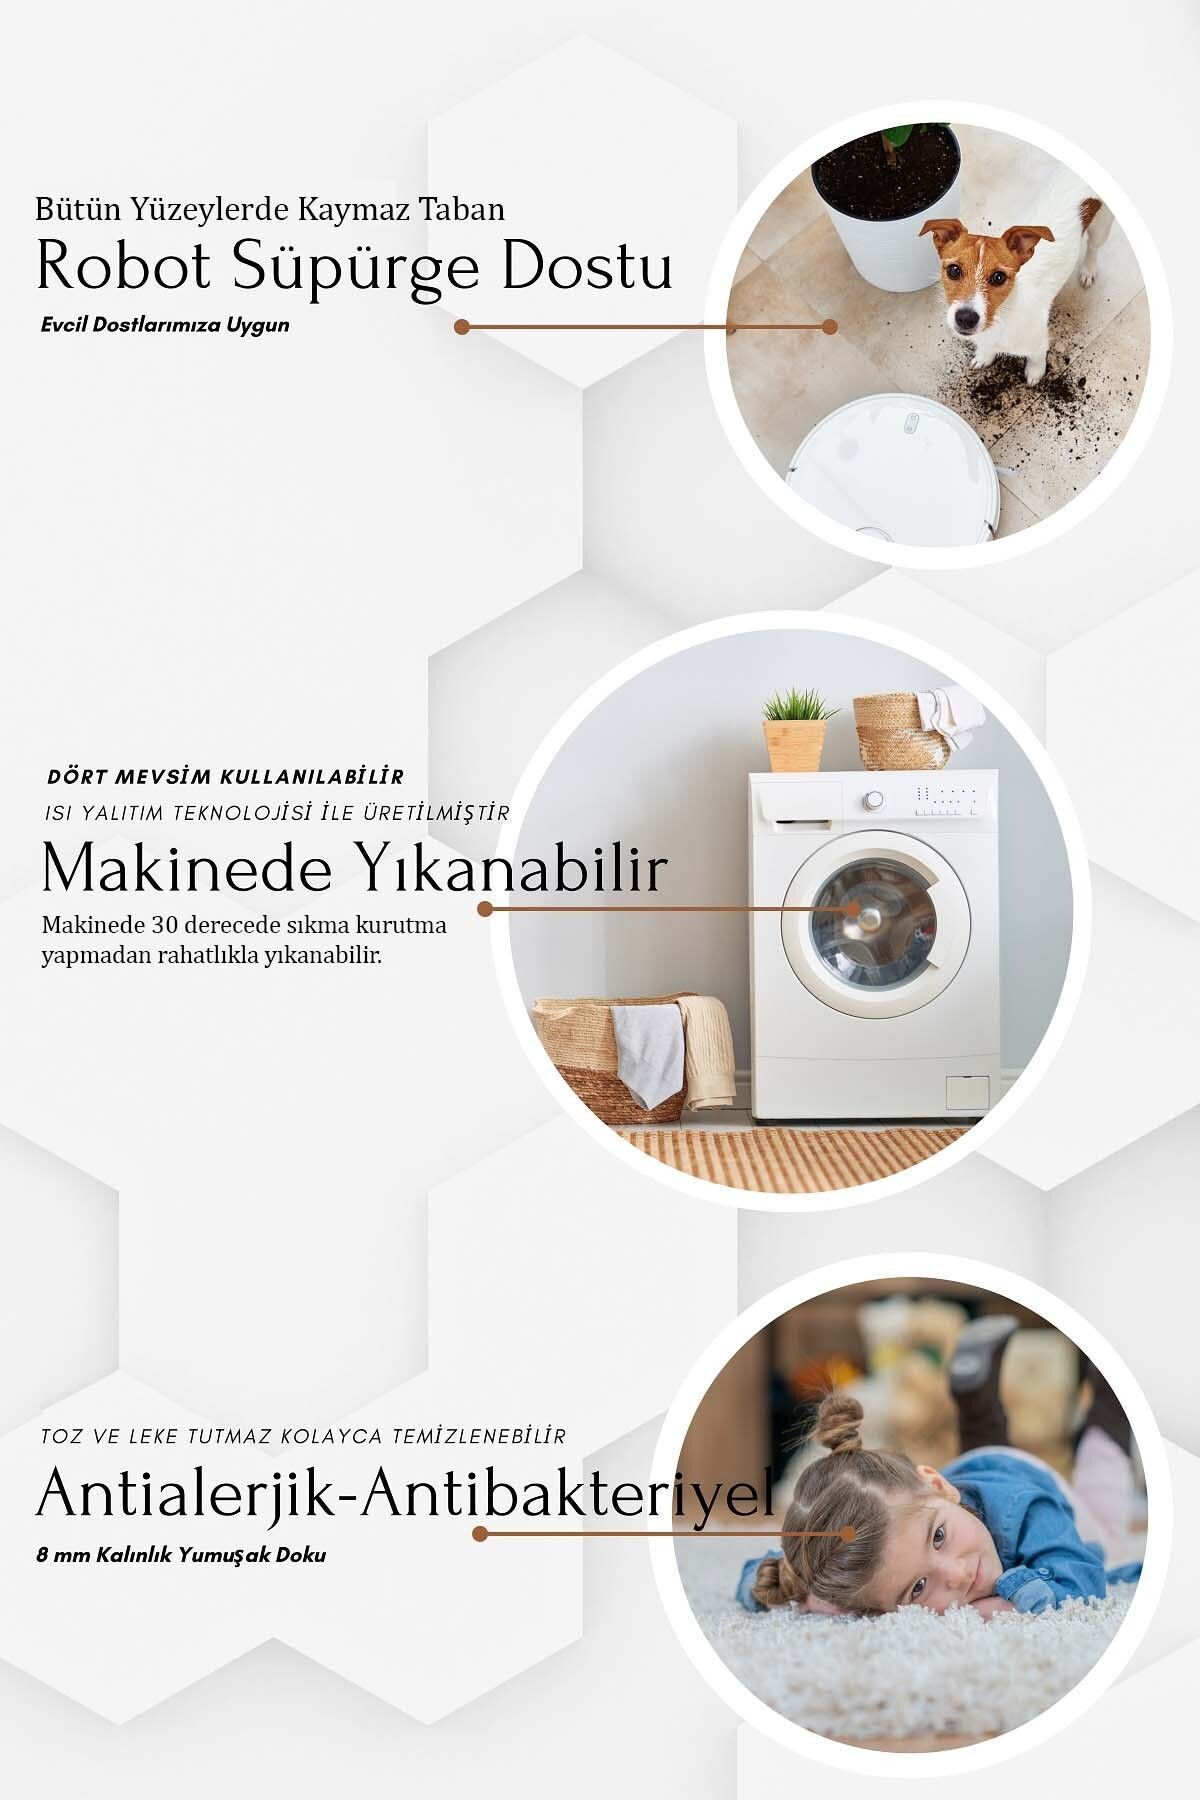 Bütün Yüzeylerde Kaymaz Taban
Robot Süpürge Dostu
Evcil Dostlarımıza Uygun
DÖRT MEVSİM KULLANILABİLİR
ISI YALITIM TEKNOLOJİSİ İLE ÜRETİLMİŞTİR
Makinede Yıkanabilir
Makinede 30 derecede sıkma kurutma
yapmadan rahatlıkla yıkanabilir.
TOZ VE LEKE TUTMAZ KOLAYCA TEMİZLENEBİLİR
Antialerjik-Antibakteriyel
8 mm Kalınlık Yumuşak Doku